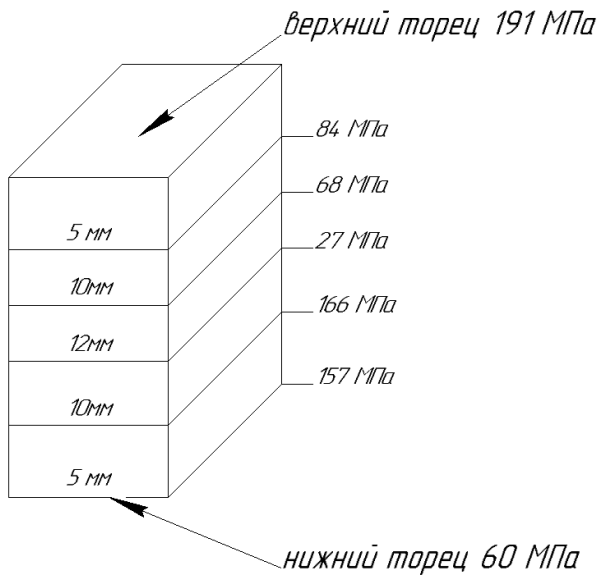 верхний торец 191 МПа
84 МПа
68 МПа
5 мм
27 МПа
10мм
166 МПа
12мм
157 МПа
10мм
5 мм
нижний торец 60 МПа